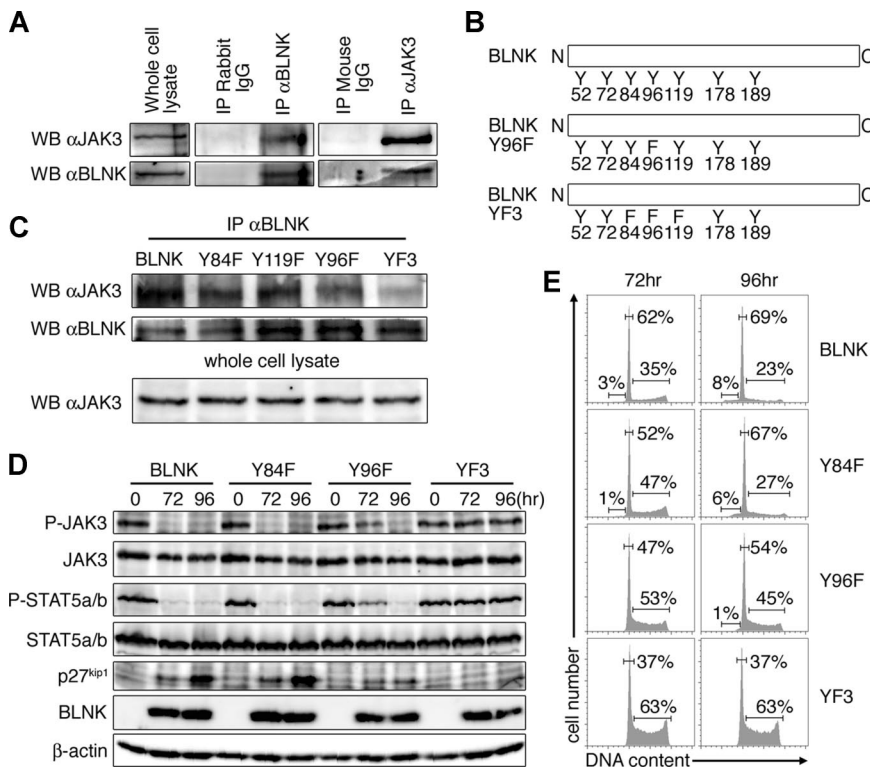 A
Whole cell
lysate
IP Rabbit
IgG
IP αBLNK
IP Mouse
IgG
IP αJAK3
WB αJAK3
WB αBLNK
B
BLNK N C
Y Y Y Y Y Y Y
52 72 84 96 119 178 189
BLNK N C
Y96F
Y Y Y F Y Y Y
52 72 84 96 119 178 189
BLNK N C
YF3
Y Y F F F Y Y
52 72 84 96 119 178 189
C
IP αBLNK
BLNK Y84F Y119F Y96F YF3
WB αJAK3
WB αBLNK
whole cell lysate
WB αJAK3
D
BLNK Y84F Y96F YF3
0 72 96 0 72 96 0 72 96 0 72 96 (hr)
P-JAK3
JAK3
P-STAT5a/b
STAT5a/b
p27kip1
BLNK
β-actin
E
72hr 96hr
62% 69%
3% 35% 8% 23%
BLNK
52% 67%
1% 47% 6% 27%
Y84F
47% 54%
53% 1% 45%
Y96F
37% 37%
63% 63%
YF3
cell number
DNA content